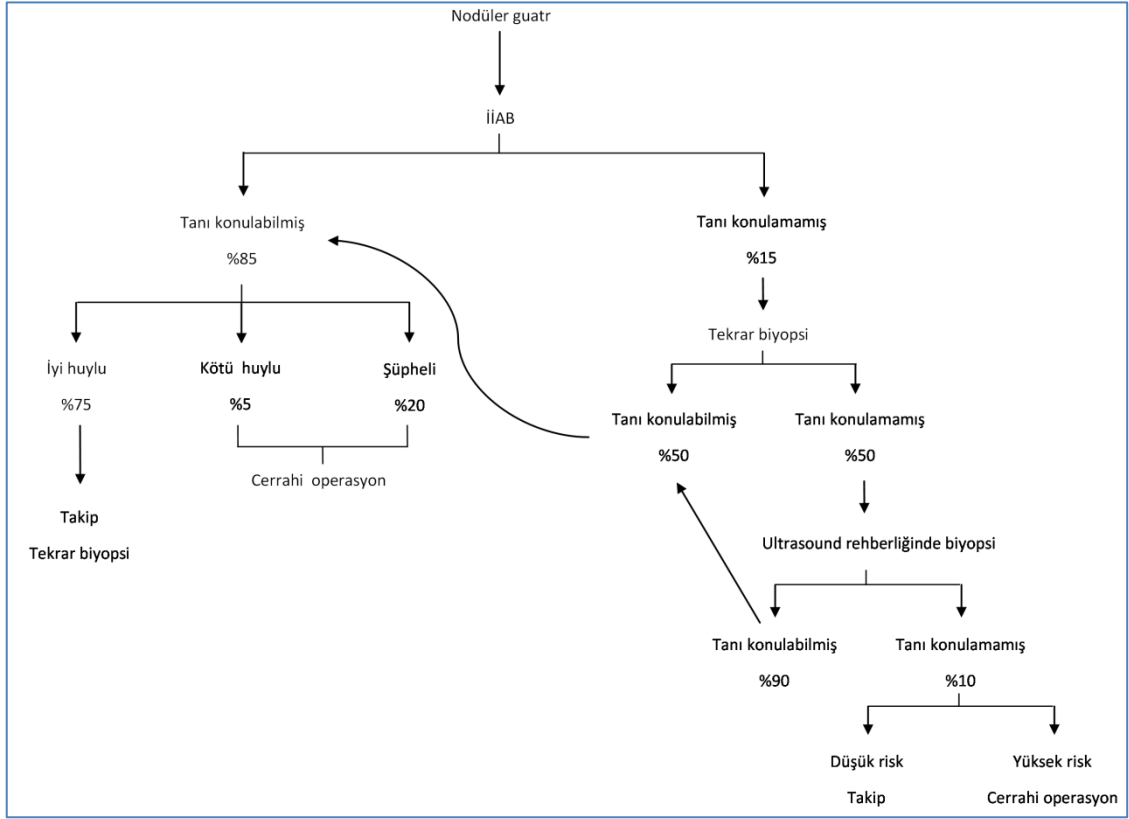 Nodüler guatr
İİAB
Tanı konulabilmiş
%85
Tanı konulamamış
%15
Tekrar biyopsi
İyi huylu
%75
Kötü huylu
%5
Şüpheli
%20
Cerrahi operasyon
Takip
Tekrar biyopsi
Tanı konulabilmiş
%50
Tanı konulamamış
%50
Ultrasound rehberliğinde biyopsi
Tanı konulabilmiş
%90
Tanı konulamamış
%10
Düşük risk
Takip
Yüksek risk
Cerrahi operasyon